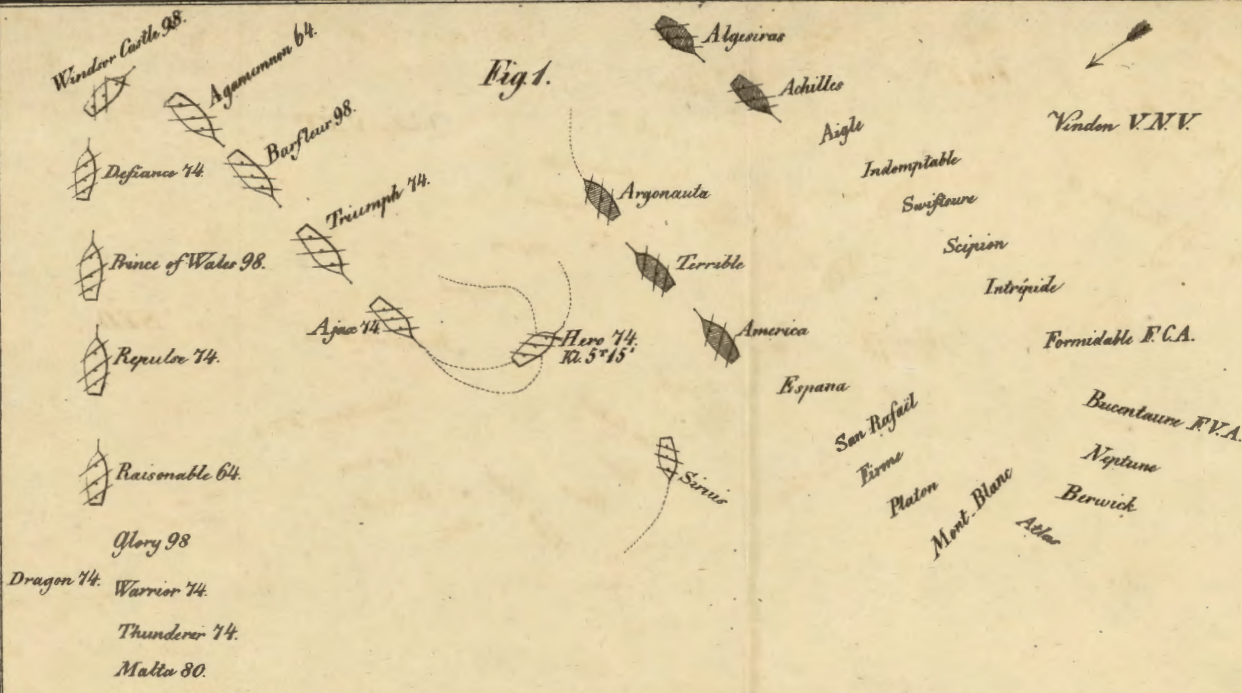 Windsor Castle 98.
Agamemnon 64.
Fig. 1.
Algesiras
Achilles
Aigle
Vinden V.N.V.
Barfleur 98.
Defiance 74.
Indomptable
Triumph 74.
Argonauta
Swiftsure
Prince of Wales 98.
Terrible
Scipion
Intrépide
Ajax 74
Hero 74.
Kl. 5ᵀ 15'
America
Formidable F.C.A.
Repulse 74.
Espana
Bucentaure F.V.A.
San Rafaël
Firme
Neptune
Raisonable 64.
Sirius
Platon
Mont-Blanc
Berwick
Atlas
Glory 98
Dragon 74.
Warrior 74.
Thunderer 74.
Malta 80.